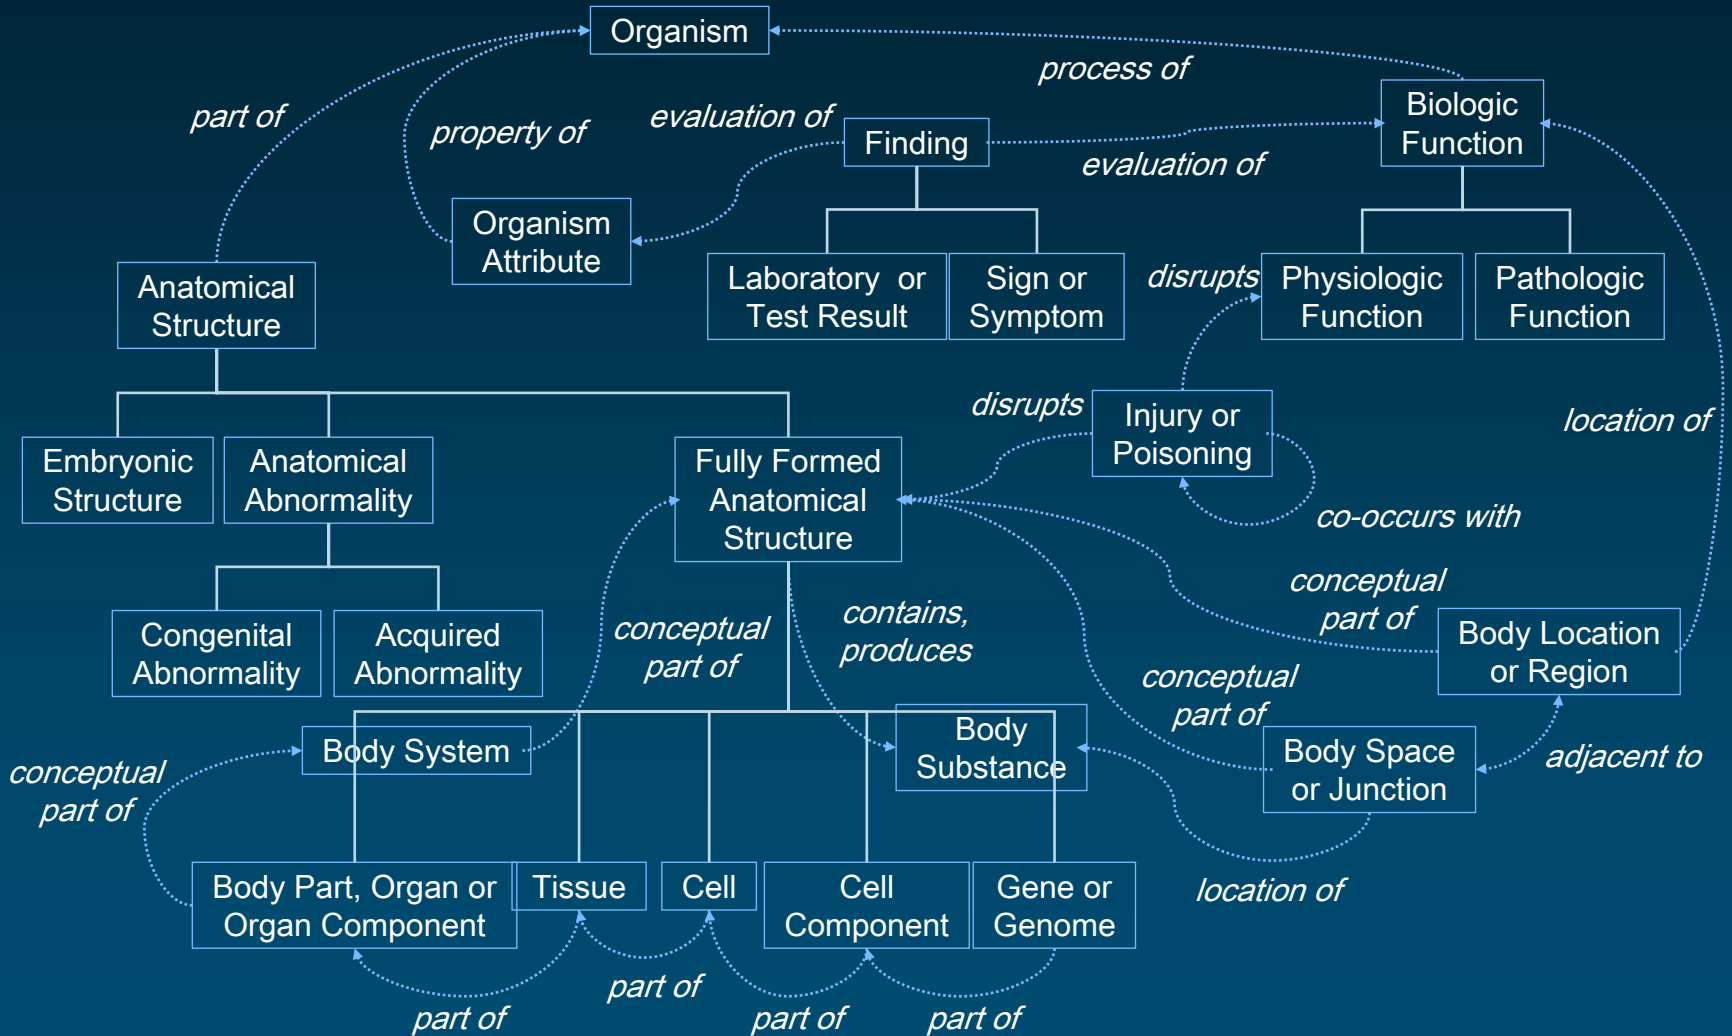 Organism
process of
part of
property of
evaluation of
Finding
evaluation of
Biologic
Function
Organism
Attribute
Anatomical
Structure
Laboratory or
Test Result
Sign or
Symptom
disrupts
Physiologic
Function
Pathologic
Function
disrupts
Injury or
Poisoning
location of
Embryonic
Structure
Anatomical
Abnormality
Fully Formed
Anatomical
Structure
co-occurs with
Congenital
Abnormality
Acquired
Abnormality
conceptual
part of
contains,
produces
conceptual
part of
Body Location
or Region
conceptual
part of
Body System
Body
Substance
Body Space
or Junction
adjacent to
conceptual
part of
Body Part, Organ or
Organ Component
Tissue
Cell
Cell
Component
Gene or
Genome
location of
part of
part of
part of
part of